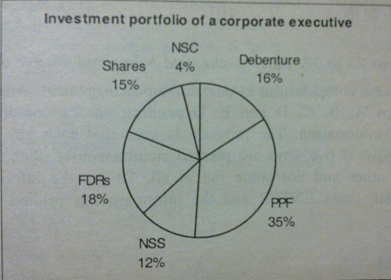 Investment portfolio of a corporate executive
NSC
4%
Debenture
16%
Shares
15%
FDRs
18%
PPF
35%
NSS
12%